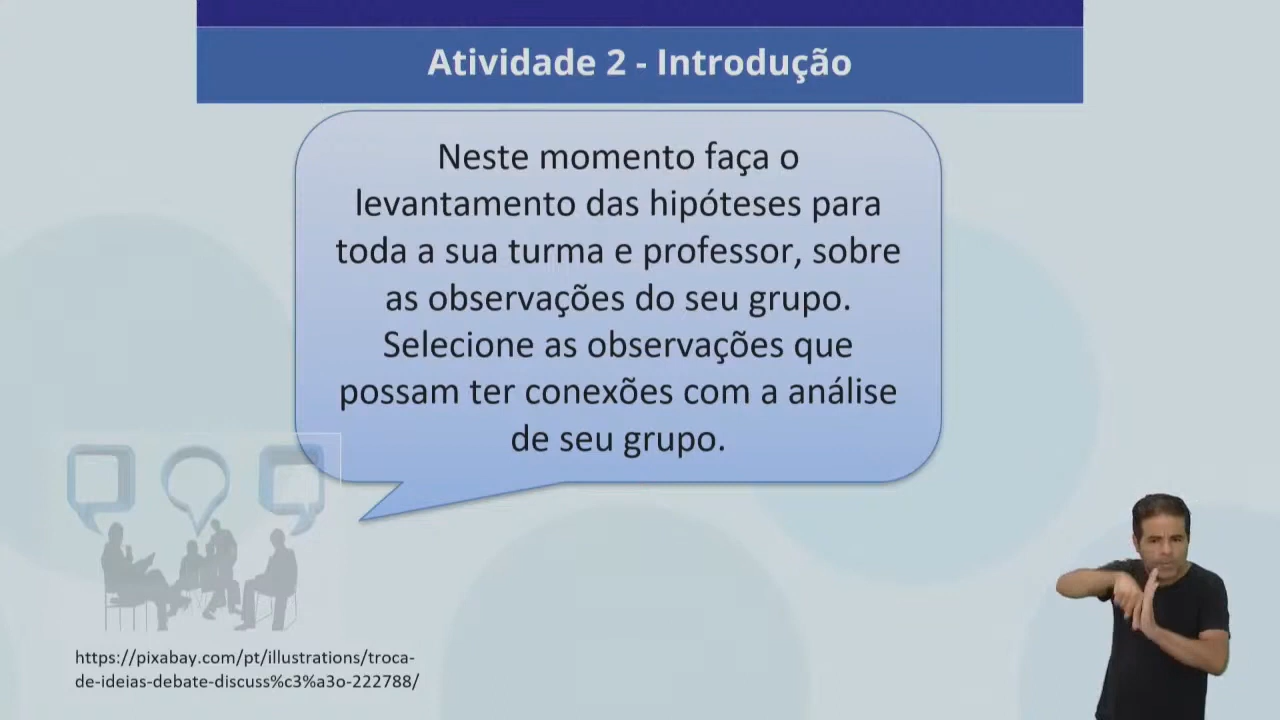 Atividade 2 - Introdução
Neste momento faça o
levantamento das hipóteses para
toda a sua turma e professor, sobre
as observações do seu grupo.
Selecione as observações que
possam ter conexões com a análise
de seu grupo.
https://pixabay.com/pt/illustrations/troca-
de-ideias-debate-discuss%c3%a3o-222788/